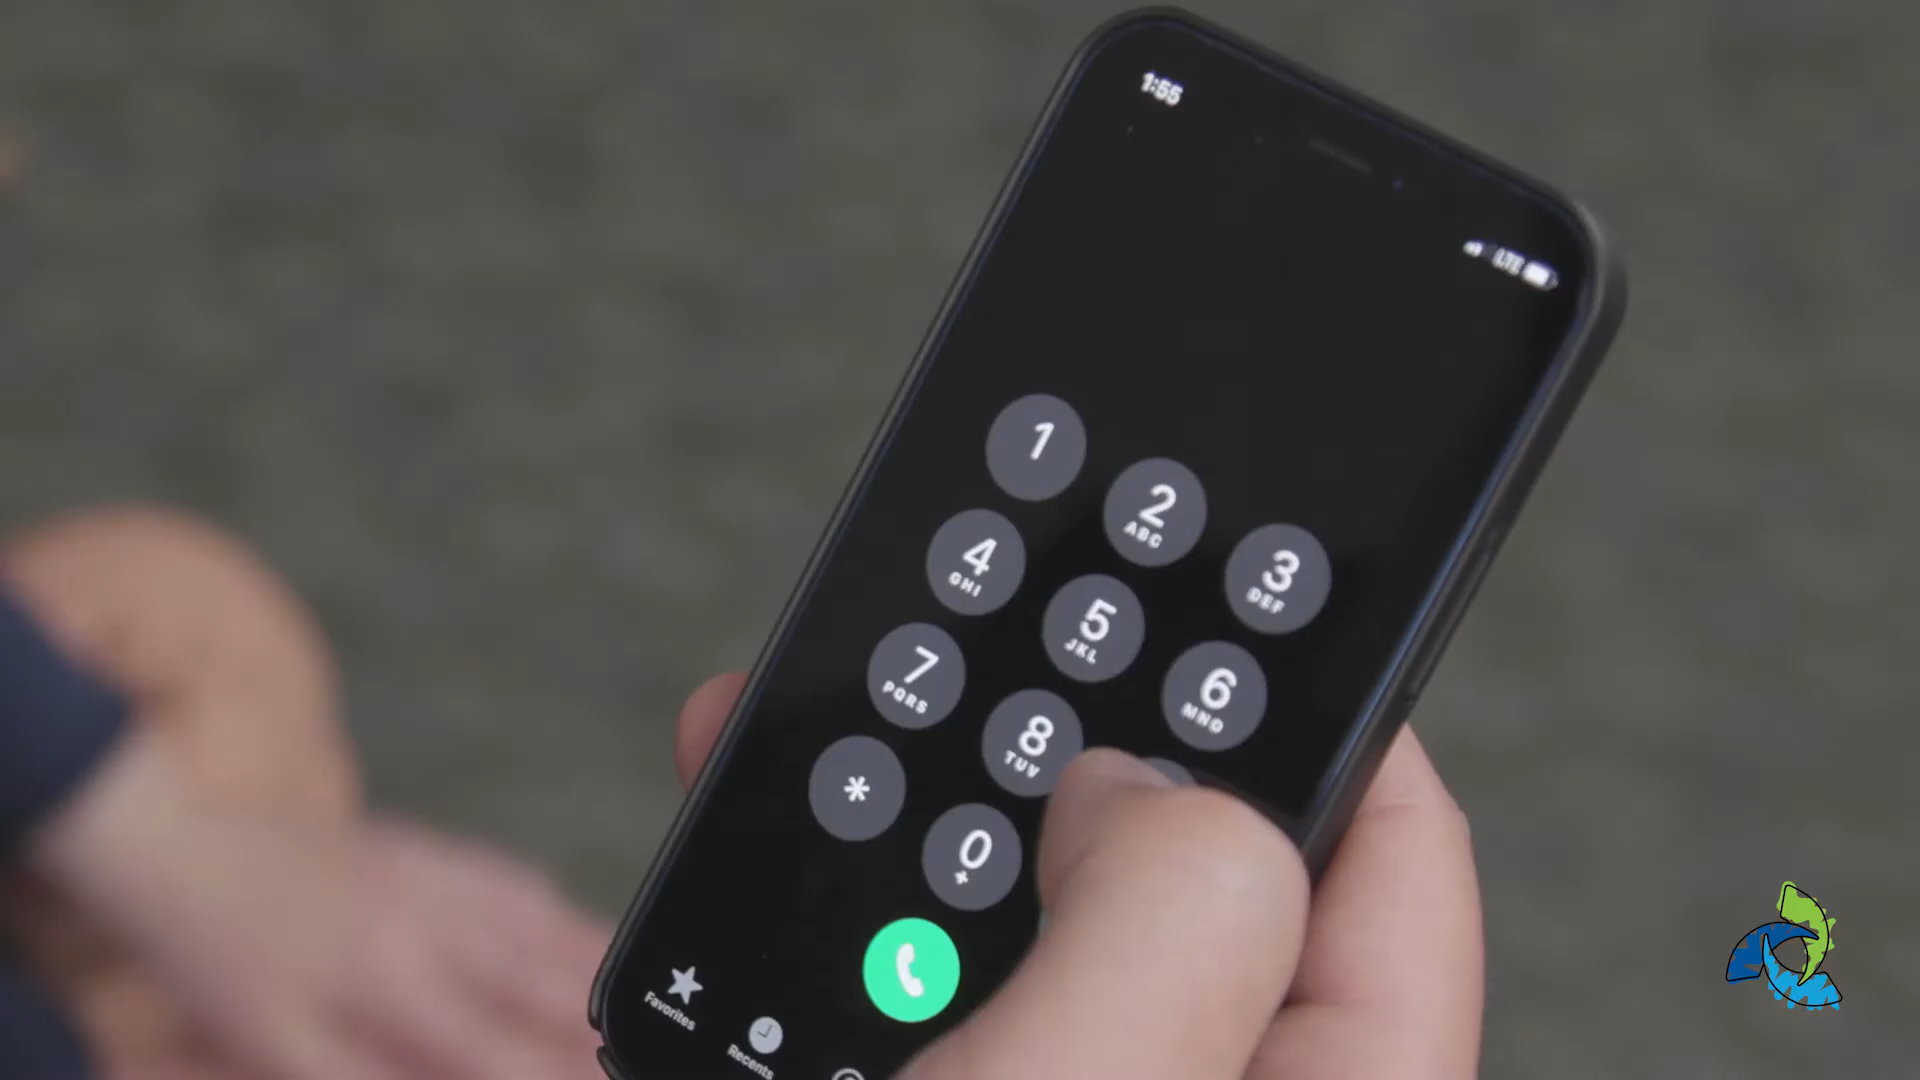 1:55
LTE
1
2
ABC
3
DEF
4
GHI
5
JKL
6
MNO
7
PQRS
8
TUV
*
0
+
Favorites
Recents